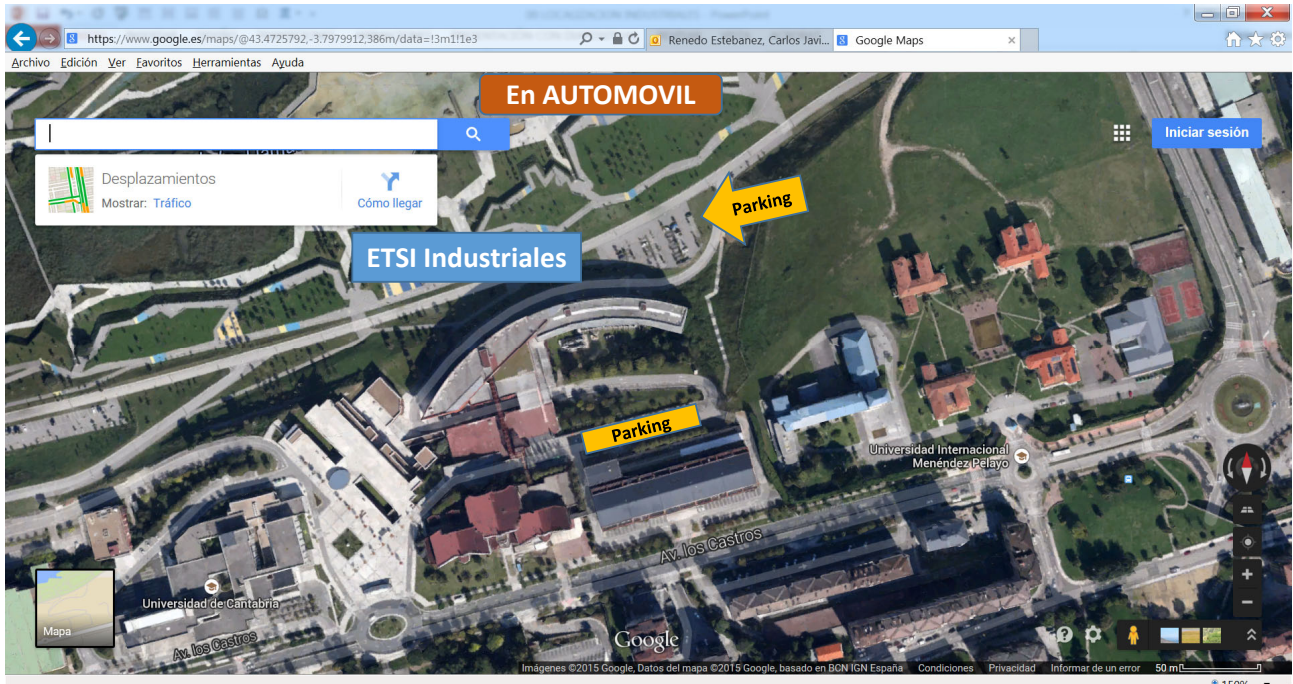 https://www.google.es/maps/@43.4725792,-3.7979912,386m/data=!3m1!1e3
Renedo Estebanez, Carlos Javi...
Google Maps
Archivo Edición Ver Favoritos Herramientas Ayuda
En AUTOMOVIL
Iniciar sesión
Desplazamientos
Mostrar: Tráfico
Cómo llegar
Parking
ETSI Industriales
Parking
Universidad Internacional
Menéndez Pelayo
Av. los Castros
Universidad de Cantabria
Mapa
Av. los Castros
Google
Imágenes ©2015 Google, Datos del mapa ©2015 Google, basado en BCN IGN España Condiciones Privacidad Informar de un error 50 m
150%